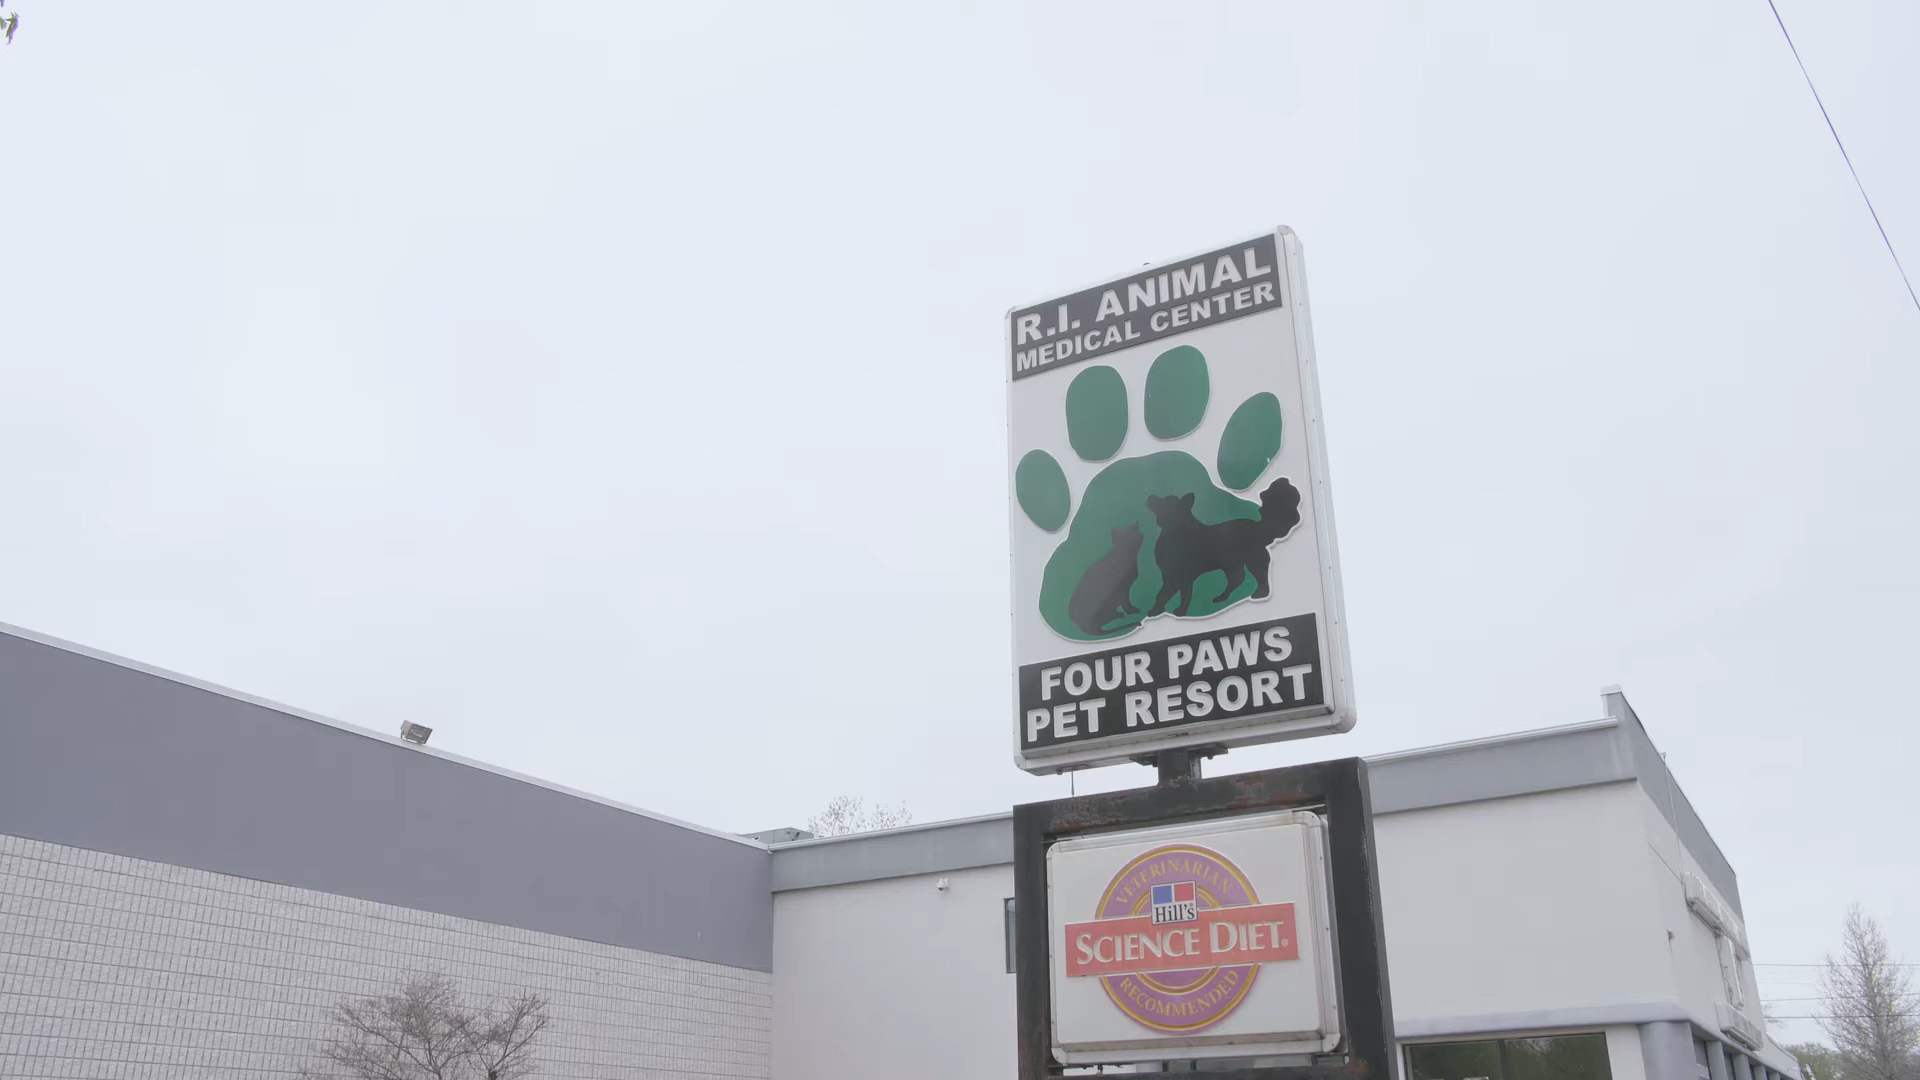 R.I. ANIMAL
MEDICAL CENTER
FOUR PAWS
PET RESORT
VETERINARIAN
Hill's
SCIENCE DIET®
RECOMMENDED